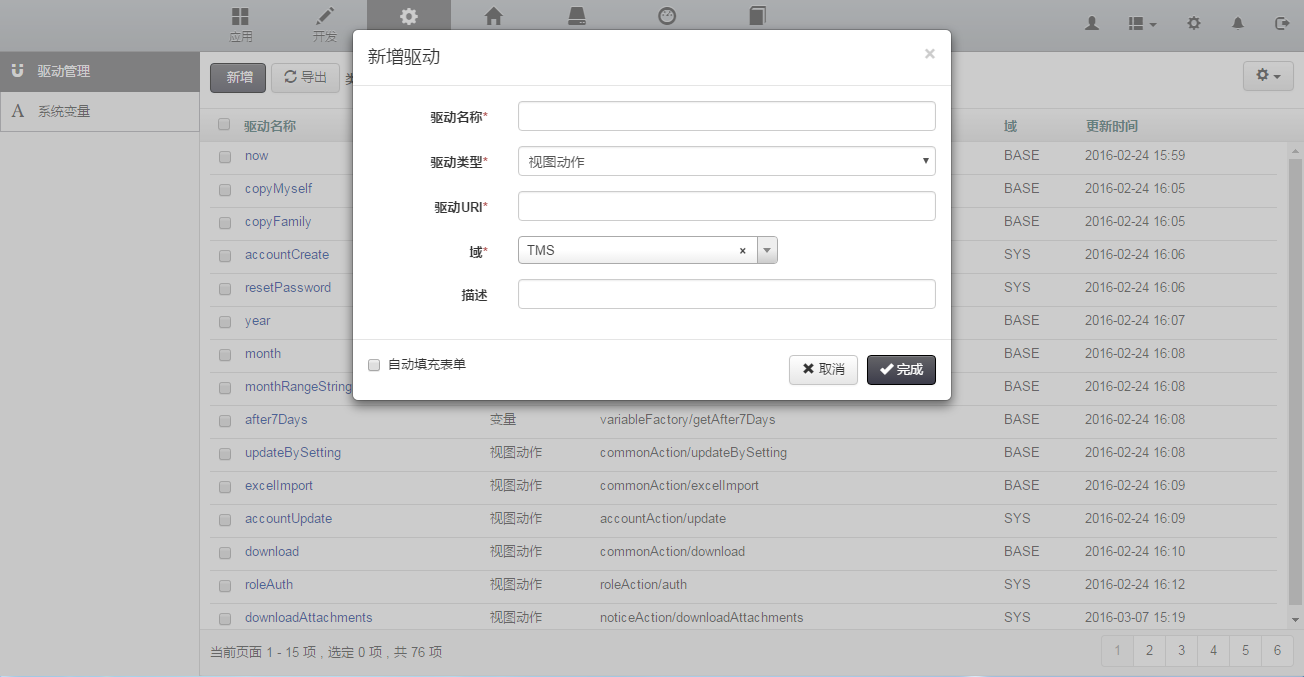 应用
开发
新增驱动
×
驱动管理
系统变量
新增
导出
驱动名称*
驱动类型*
视图动作
驱动URI*
域*
TMS
×
描述
自动填充表单
取消
完成
驱动名称 域 更新时间
now BASE 2016-02-24 15:59
copyMyself BASE 2016-02-24 16:05
copyFamily BASE 2016-02-24 16:05
accountCreate SYS 2016-02-24 16:06
resetPassword SYS 2016-02-24 16:06
year BASE 2016-02-24 16:07
month BASE 2016-02-24 16:08
monthRangeString BASE 2016-02-24 16:08
after7Days 变量 variableFactory/getAfter7Days BASE 2016-02-24 16:08
updateBySetting 视图动作 commonAction/updateBySetting BASE 2016-02-24 16:08
excelImport 视图动作 commonAction/excelImport BASE 2016-02-24 16:09
accountUpdate 视图动作 accountAction/update SYS 2016-02-24 16:09
download 视图动作 commonAction/download BASE 2016-02-24 16:10
roleAuth 视图动作 roleAction/auth SYS 2016-02-24 16:12
downloadAttachments 视图动作 noticeAction/downloadAttachments SYS 2016-03-07 15:19
当前页面 1 - 15 项 , 选定 0 项 , 共 76 项
1 2 3 4 5 6